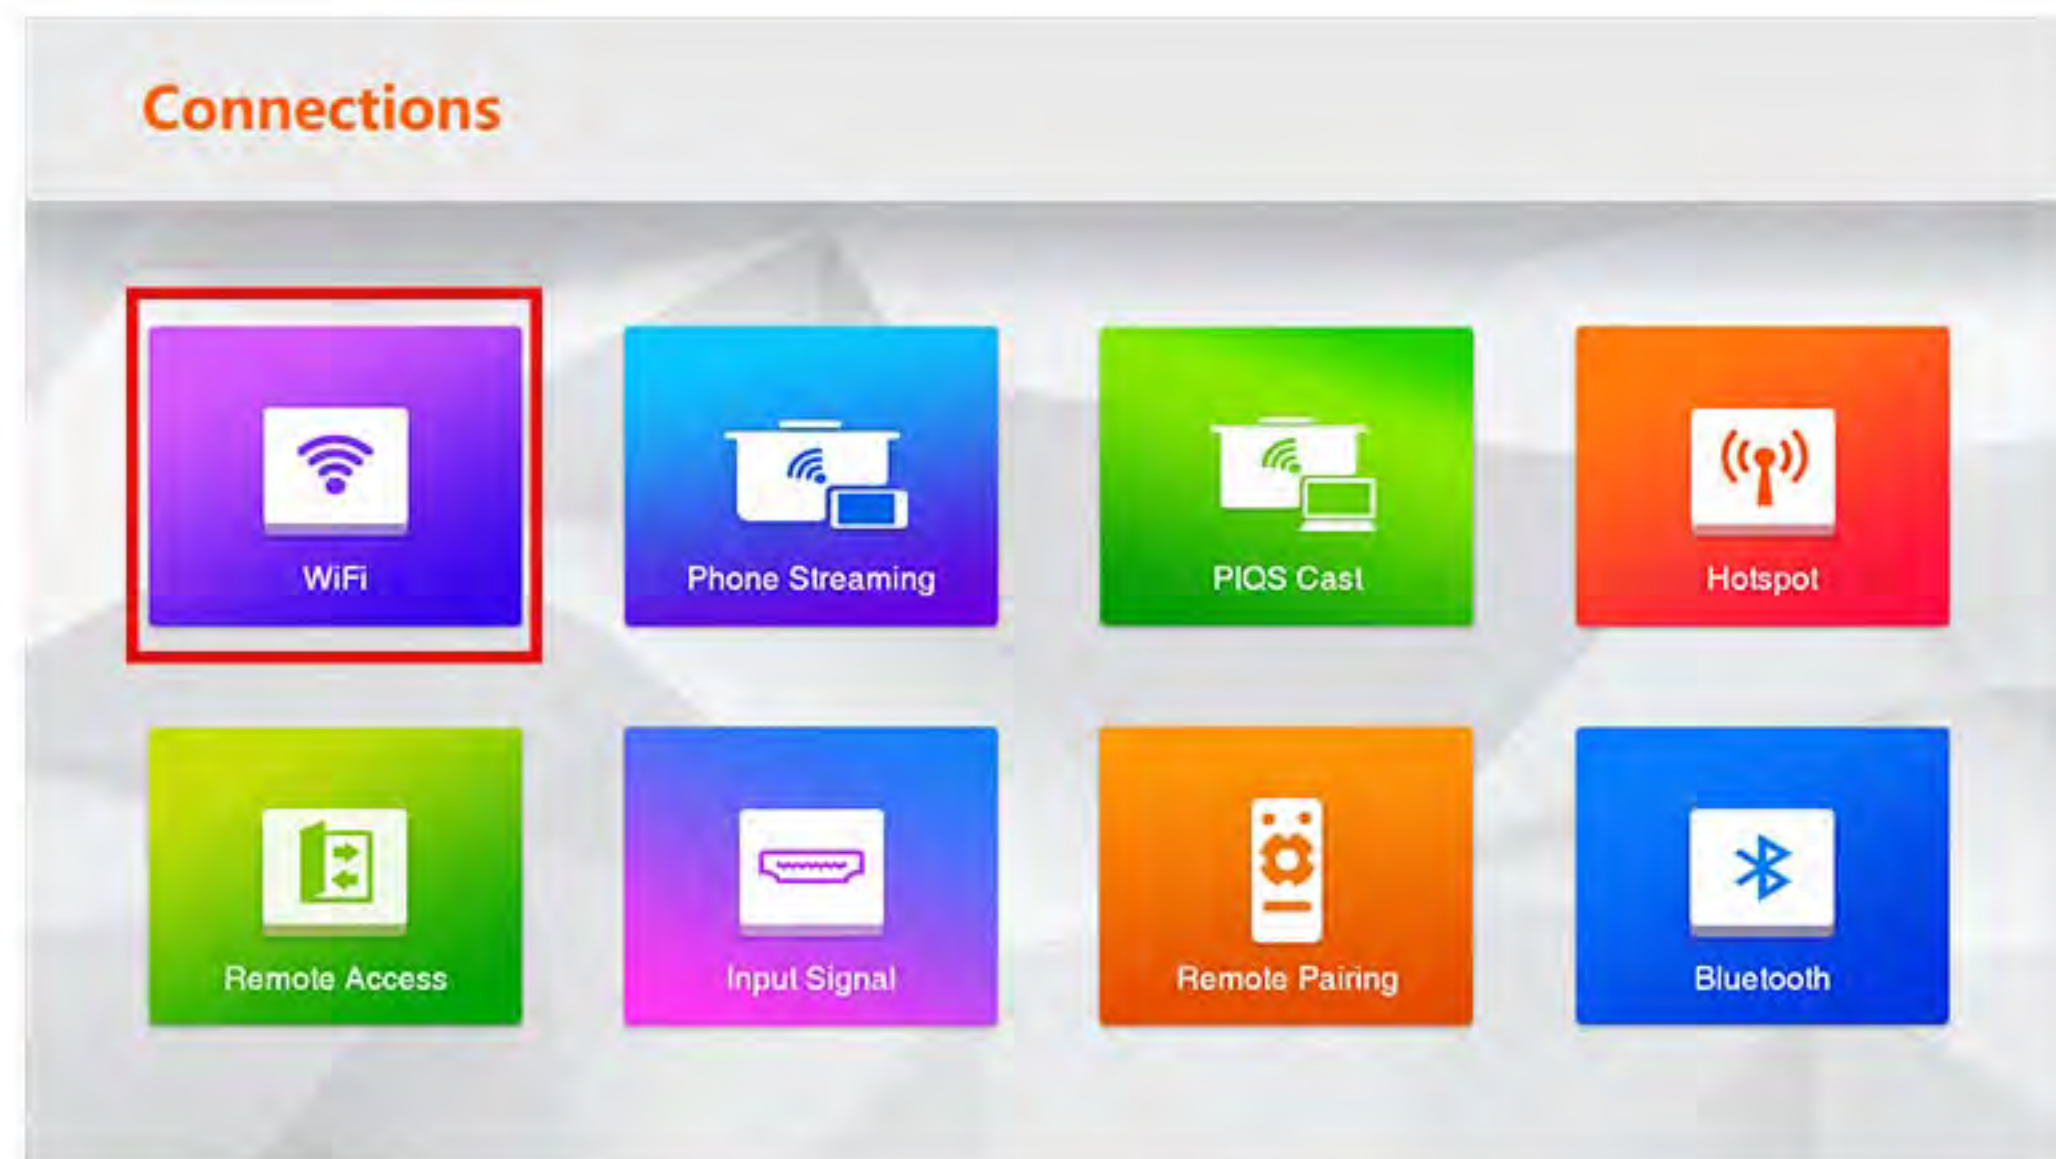 Connections
WiFi
Phone Streaming
PIQS Cast
Hotspot
Remote Access
Input Signal
Remote Pairing
Bluetooth